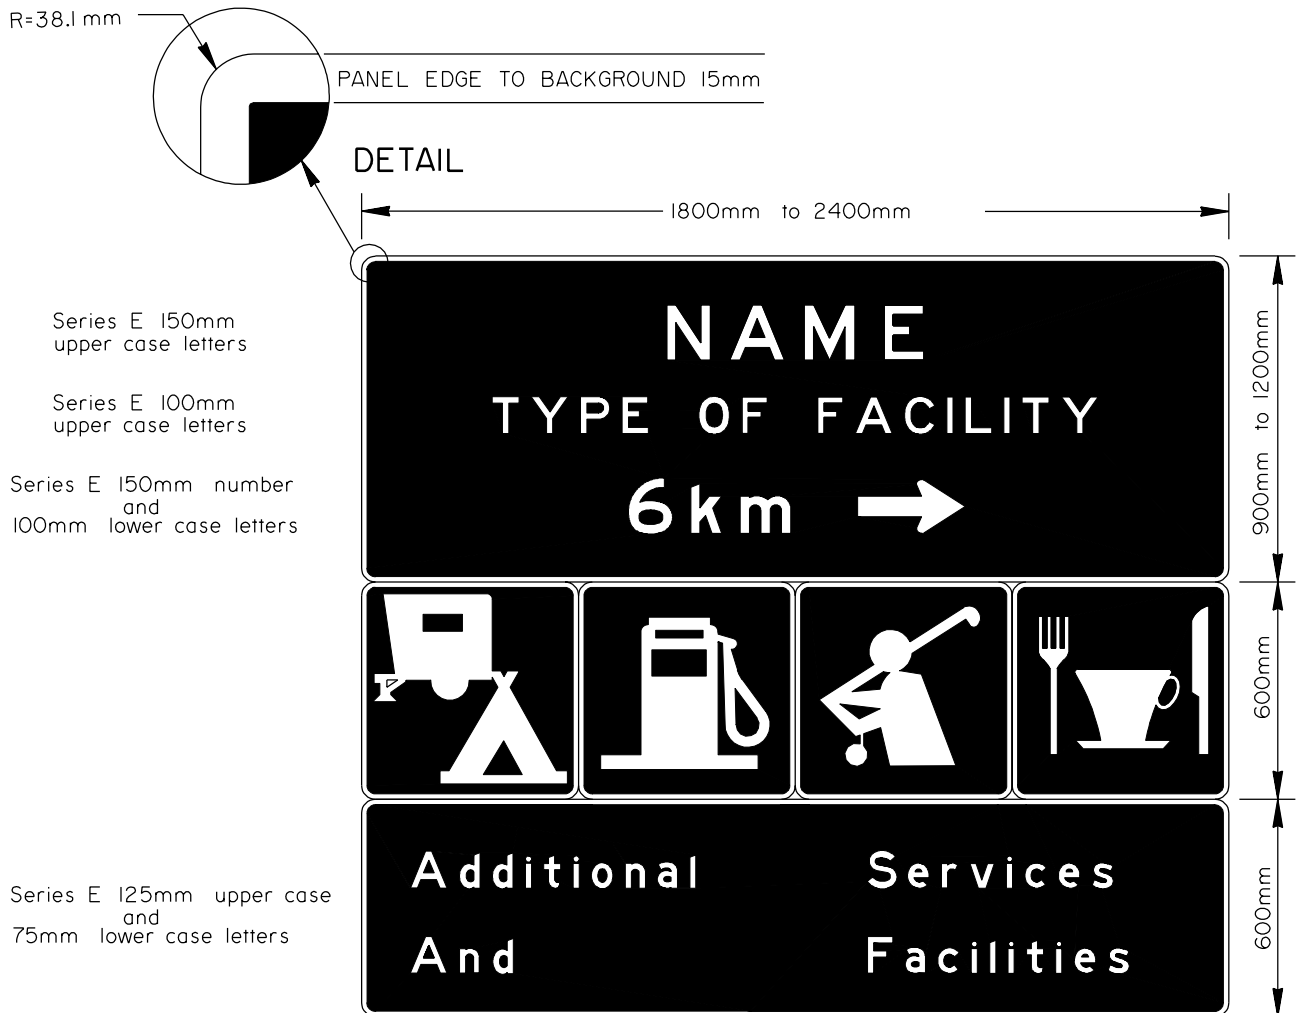 R=38.1 mm
PANEL EDGE TO BACKGROUND 15mm
DETAIL
1800mm to 2400mm
Series E 150mm
upper case letters
Series E 100mm
upper case letters
Series E 150mm number
and
100mm lower case letters
NAME
TYPE OF FACILITY
6km
900mm to 1200mm
600mm
Series E 125mm upper case
and
75mm lower case letters
Additional Services
And Facilities
600mm